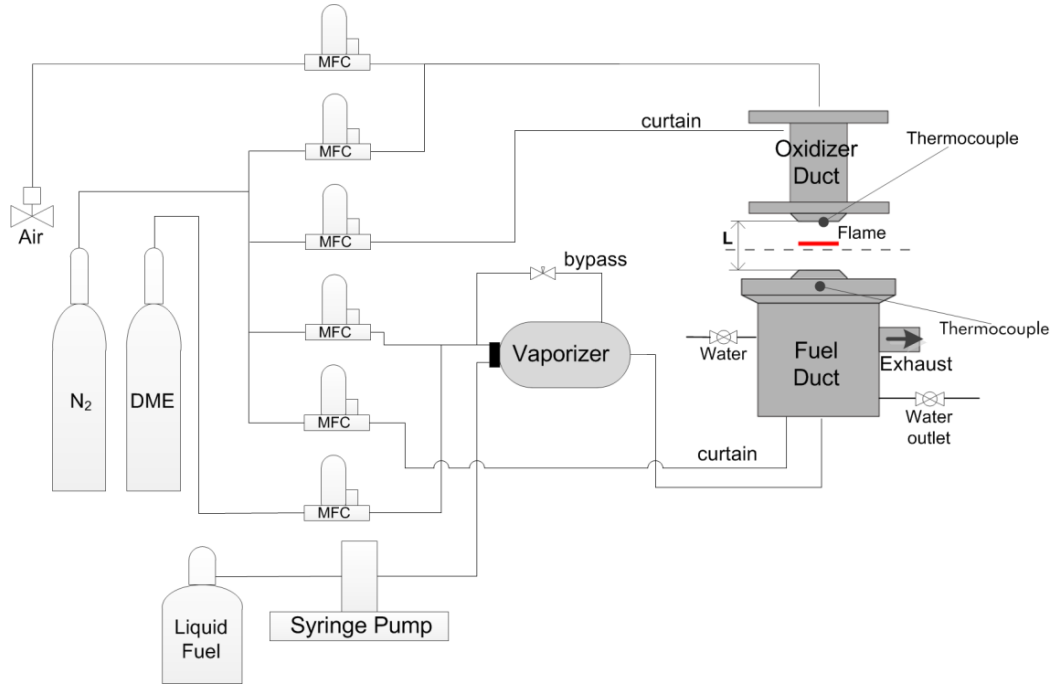 MFC
MFC
curtain
Thermocouple
Oxidizer
Duct
MFC
Air
L
Flame
bypass
MFC
Vaporizer
Thermocouple
Water
Fuel
Duct
Exhaust
N2
DME
MFC
Water
outlet
curtain
MFC
Liquid
Fuel
Syringe Pump